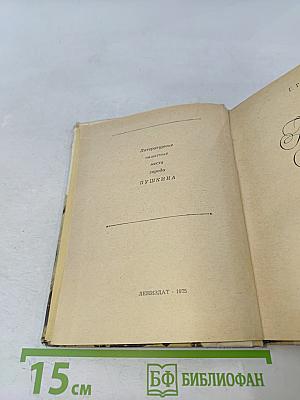 Литературные
памятные
места
города
ПУШКИНА
ЛЕНИЗДАТ · 1975
15 см
БФ БИБЛИОФАН